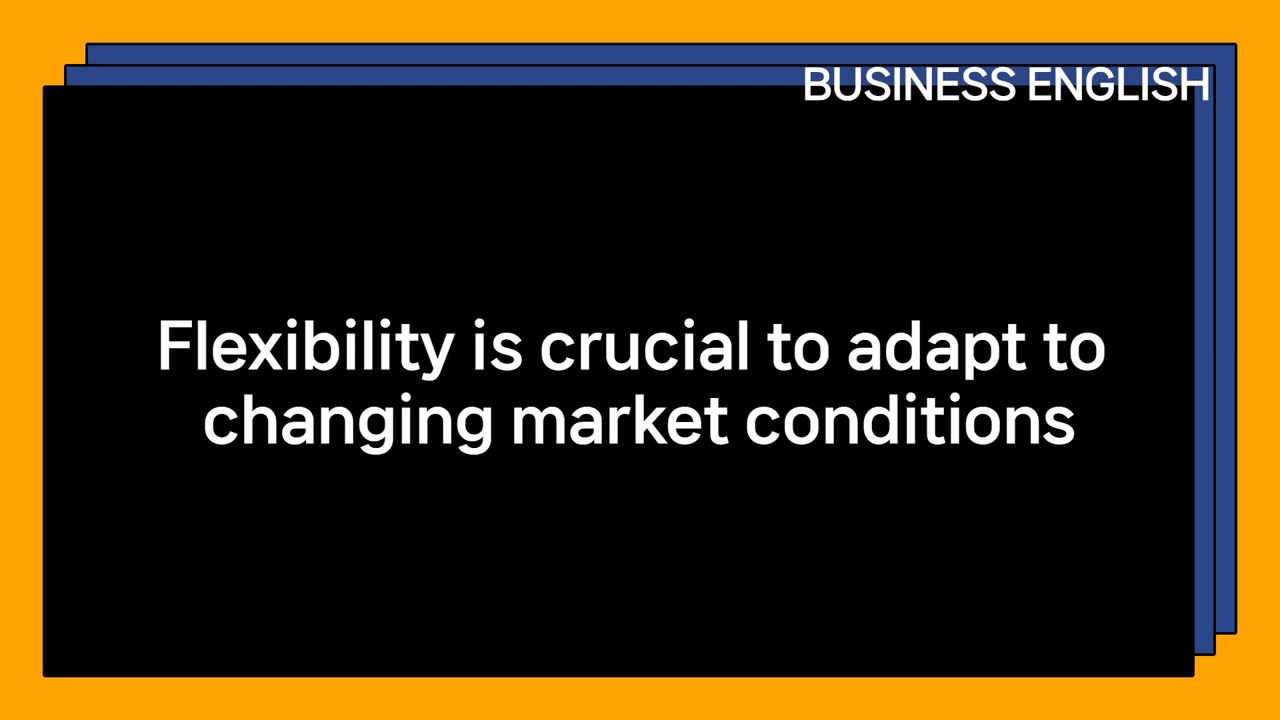 BUSINESS ENGLISH
Flexibility is crucial to adapt to
changing market conditions